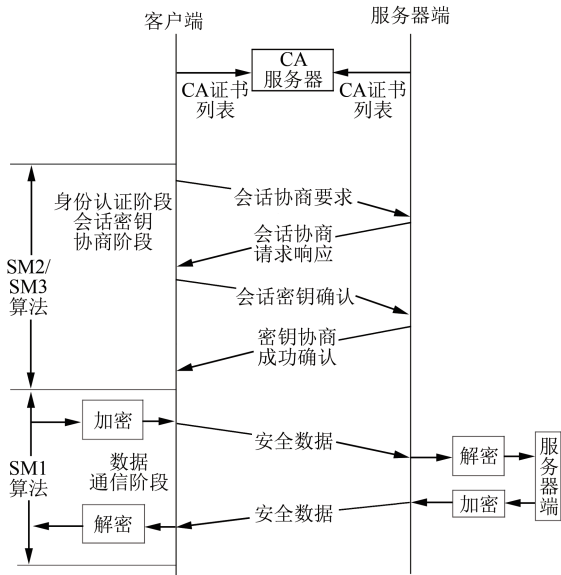 客户端
服务器端
CA
服务器
CA证书
列表
CA证书
列表
身份认证阶段
会话密钥
协商阶段
会话协商要求
会话协商
请求响应
SM2/
SM3
算法
会话密钥确认
密钥协商
成功确认
加密
安全数据
解密
服务器端
SM1
算法
数据
通信阶段
解密
安全数据
加密